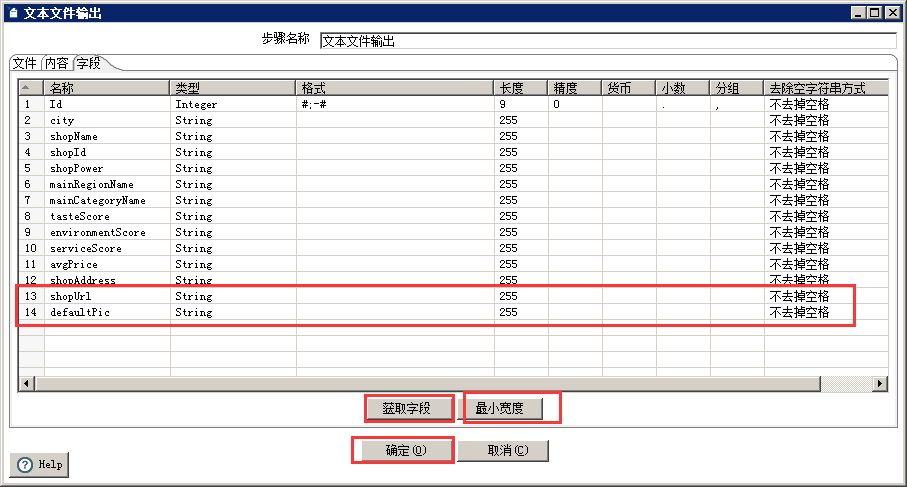 文本文件输出
步骤名称 文本文件输出
文件 内容 字段
名称 类型 格式 长度 精度 货币 小数 分组 去除空字符串方式
1 Id Integer #;-# 9 0 . , 不去掉空格
2 city String 255 不去掉空格
3 shopName String 255 不去掉空格
4 shopId String 255 不去掉空格
5 shopPower String 255 不去掉空格
6 mainRegionName String 255 不去掉空格
7 mainCategoryName String 255 不去掉空格
8 tasteScore String 255 不去掉空格
9 environmentScore String 255 不去掉空格
10 serviceScore String 255 不去掉空格
11 avgPrice String 255 不去掉空格
12 shopAddress String 255 不去掉空格
13 shopUrl String 255 不去掉空格
14 defaultPic String 255 不去掉空格
获取字段 最小宽度
确定(O) 取消(C)
Help